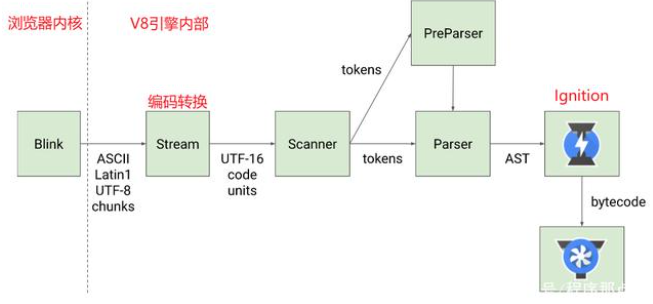 浏览器内核
V8引擎内部
PreParser
tokens
编码转换
Ignition
Blink
Stream
Scanner
Parser
ASCII
Latin1
UTF-8
chunks
UTF-16
code
units
tokens
AST
bytecode